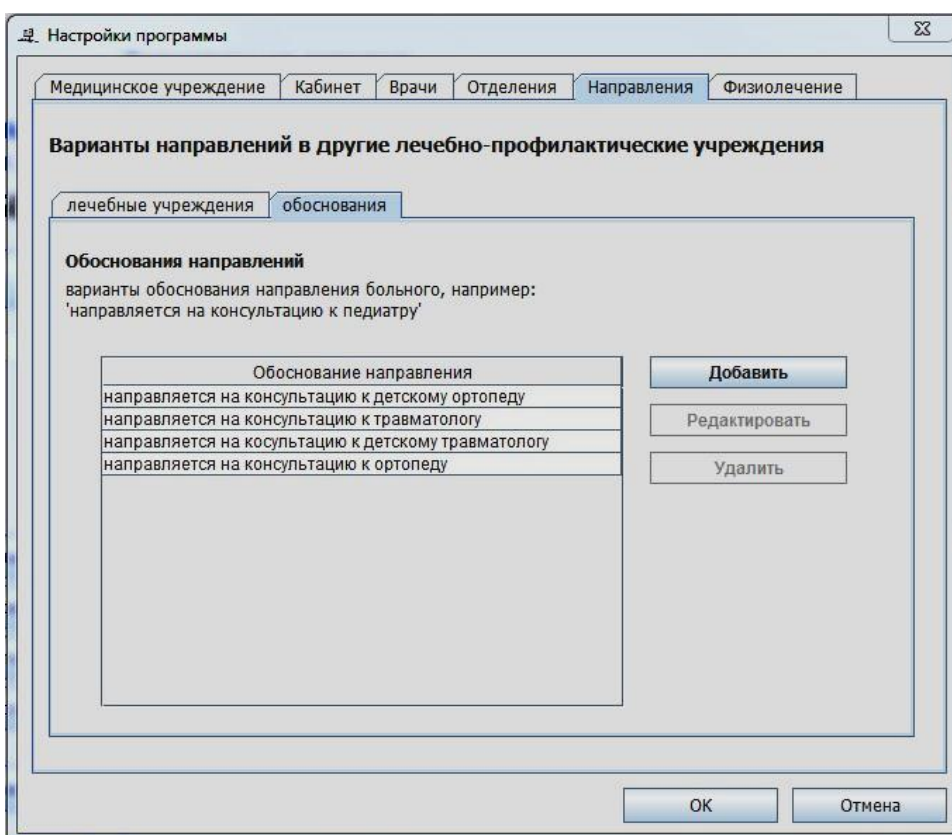 Настройки программы
Медицинское учреждение Кабинет Врачи Отделения Направления Физиолечение
Варианты направлений в другие лечебно-профилактические учреждения
лечебные учреждения обоснования
Обоснования направлений
варианты обоснования направления больного, например:
'направляется на консультацию к педиатру'
Обоснование направления
направляется на консультацию к детскому ортопеду
направляется на консультацию к травматологу
направляется на косультацию к детскому травматологу
направляется на консультацию к ортопеду
Добавить
Редактировать
Удалить
OK Отмена